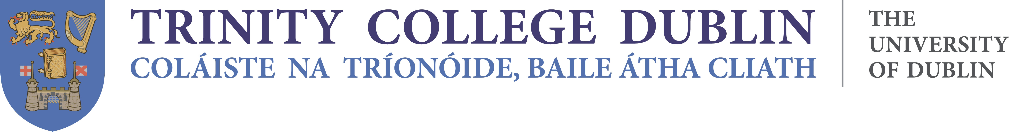 TRINITY COLLEGE DUBLIN
COLÁISTE NA TRÍONÓIDE, BAILE ÁTHA CLIATH
THE
UNIVERSITY
OF DUBLIN